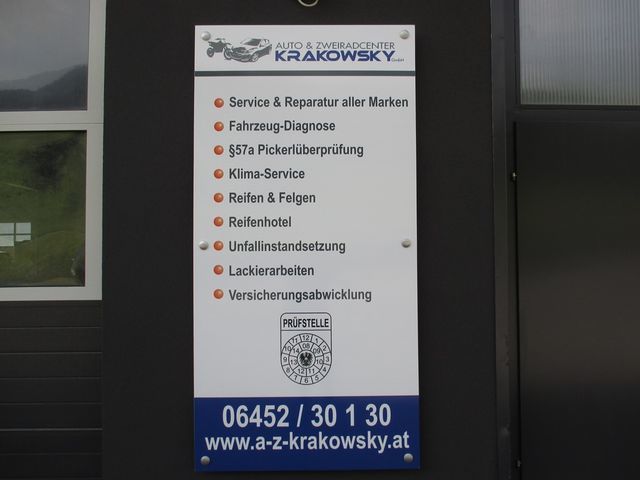 AUTO & ZWEIRADCENTER
KRAKOWSKY GmbH
Service & Reparatur aller Marken
Fahrzeug-Diagnose
§57a Pickerlüberprüfung
Klima-Service
Reifen & Felgen
Reifenhotel
Unfallinstandsetzung
Lackierarbeiten
Versicherungsabwicklung
PRÜFSTELLE
06452 / 30 1 30
www.a-z-krakowsky.at